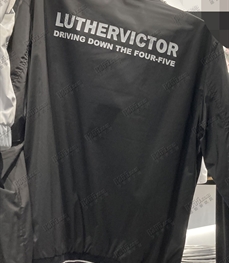 LUTHERVICTOR
DRIVING DOWN THE FOUR-FIVE